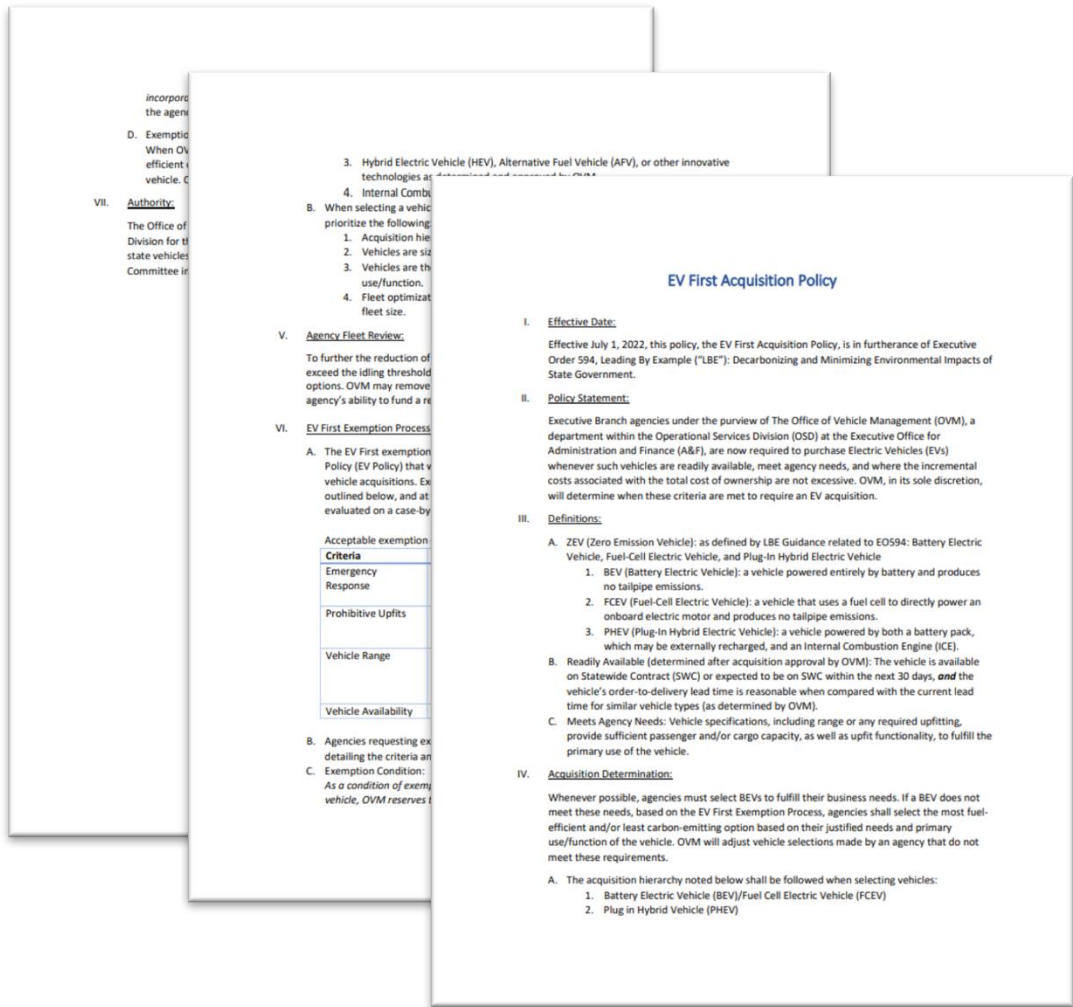 EV First Acquisition Policy
I. Effective Date:
Effective July 1, 2022, this policy, the EV First Acquisition Policy, is in furtherance of Executive
Order 594, Leading By Example (“LBE”): Decarbonizing and Minimizing Environmental Impacts of
State Government.
II. Policy Statement:
Executive Branch agencies under the purview of The Office of Vehicle Management (OVM), a
department within the Operational Services Division (OSD) at the Executive Office for
Administration and Finance (A&F), are now required to purchase Electric Vehicles (EVs)
whenever such vehicles are readily available, meet agency needs, and where the incremental
costs associated with the total cost of ownership are not excessive. OVM, in its sole discretion,
will determine when these criteria are met to require an EV acquisition.
III. Definitions:
A. ZEV (Zero Emission Vehicle): as defined by LBE Guidance related to EO594: Battery Electric
Vehicle, Fuel-Cell Electric Vehicle, and Plug-In Hybrid Electric Vehicle
1. BEV (Battery Electric Vehicle): a vehicle powered entirely by battery and produces
no tailpipe emissions.
2. FCEV (Fuel-Cell Electric Vehicle): a vehicle that uses a fuel cell to directly power an
onboard electric motor and produces no tailpipe emissions.
3. PHEV (Plug-In Hybrid Electric Vehicle): a vehicle powered by both a battery pack,
which may be externally recharged, and an Internal Combustion Engine (ICE).
B. Readily Available (determined after acquisition approval by OVM): The vehicle is available
on Statewide Contract (SWC) or expected to be on SWC within the next 30 days, and the
vehicle’s order-to-delivery lead time is reasonable when compared with the current lead
time for similar vehicle types (as determined by OVM).
C. Meets Agency Needs: Vehicle specifications, including range or any required upfitting,
provide sufficient passenger and/or cargo capacity, as well as upfit functionality, to fulfill the
primary use of the vehicle.
IV. Acquisition Determination:
Whenever possible, agencies must select BEVs to fulfill their business needs. If a BEV does not
meet these needs, based on the EV First Exemption Process, agencies shall select the most fuel-
efficient and/or least carbon-emitting option based on their justified needs and primary
use/function of the vehicle. OVM will adjust vehicle selections made by an agency that do not
meet these requirements.
A. The acquisition hierarchy noted below shall be followed when selecting vehicles:
1. Battery Electric Vehicle (BEV)/Fuel Cell Electric Vehicle (FCEV)
2. Plug in Hybrid Vehicle (PHEV)
3. Hybrid Electric Vehicle (HEV), Alternative Fuel Vehicle (AFV), or other innovative
technologies as determined and approved by OVM
4. Internal Combu
B. When selecting a vehic
prioritize the following
1. Acquisition hie
2. Vehicles are siz
3. Vehicles are th
use/function.
4. Fleet optimizat
fleet size.
V. Agency Fleet Review:
To further the reduction of
exceed the idling threshold
options. OVM may remove
agency’s ability to fund a re
VI. EV First Exemption Process
A. The EV First exemption
Policy (EV Policy) that
vehicle acquisitions. Ex
outlined below, and at
evaluated on a case-by
Acceptable exemption
Criteria
Emergency
Response
Prohibitive Upfits
Vehicle Range
Vehicle Availability
B. Agencies requesting ex
detailing the criteria an
C. Exemption Condition:
As a condition of exemp
vehicle, OVM reserves
incorpora
the agen
D. Exemptio
When OV
efficient
vehicle. C
VII. Authority:
The Office of
Division for th
state vehicles
Committee in